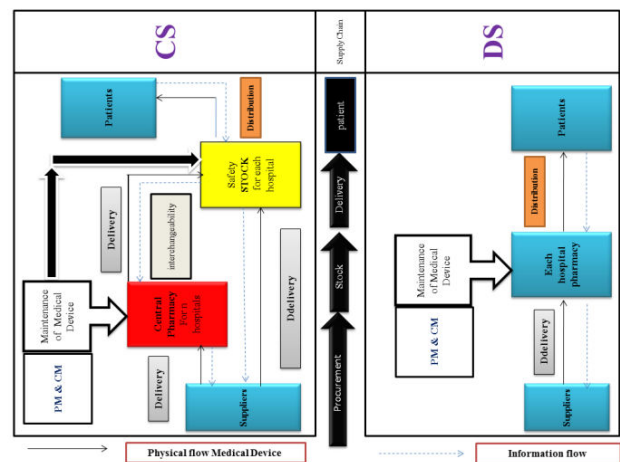 CS
Supply Chain
DS
Patients
Distribution
Safety
STOCK
for each
hospital
Delivery
interchangeability
Maintenance
of Medical
Device
PM & CM
Central
Pharmacy
For n
hospitals
Delivery
Ddelivery
Suppliers
patient
Delivery
Stock
Procurement
Patients
Distribution
Maintenance
of Medical
Device
PM & CM
Each
hospital
pharmacy
Ddelivery
Suppliers
Physical flow Medical Device
Information flow